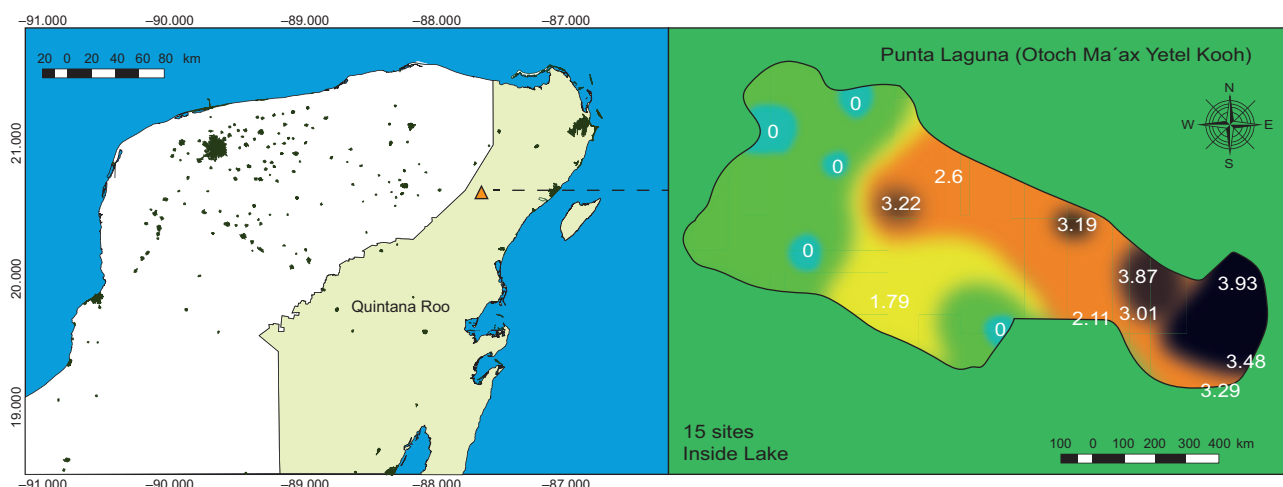 −91.000 −90.000 −89.000 −88.000 −87.000
20 0 20 40 60 80 km
21.000
20.000
19.000
Quintana Roo
−91.000 −90.000 −89.000 −88.000 −87.000
Punta Laguna (Otoch Ma´ax Yetel Kooh)
N
W E
S
0
0
0
2.6
3.22
3.19
0
3.87
3.93
1.79
3.01
2.11
0
3.48
3.29
15 sites
Inside Lake
100 0 100 200 300 400 km